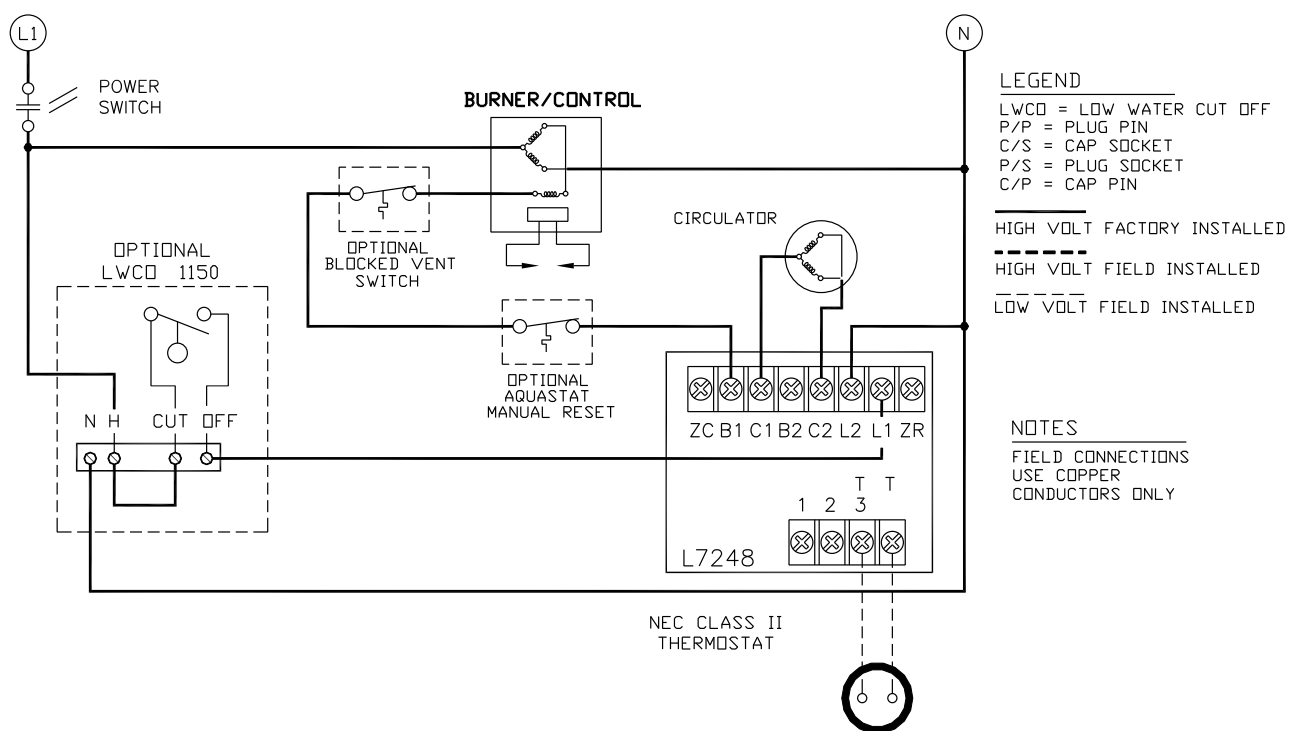 L1
N
POWER
SWITCH
BURNER/CONTROL
LEGEND
LWCO = LOW WATER CUT OFF
P/P = PLUG PIN
C/S = CAP SOCKET
P/S = PLUG SOCKET
C/P = CAP PIN
HIGH VOLT FACTORY INSTALLED
HIGH VOLT FIELD INSTALLED
LOW VOLT FIELD INSTALLED
OPTIONAL
BLOCKED VENT
SWITCH
CIRCULATOR
OPTIONAL
LWCO 1150
OPTIONAL
AQUASTAT
MANUAL RESET
N H CUT OFF
ZC B1 C1 B2 C2 L2 L1 ZR
T T
1 2 3
L7248
NOTES
FIELD CONNECTIONS
USE COPPER
CONDUCTORS ONLY
NEC CLASS II
THERMOSTAT